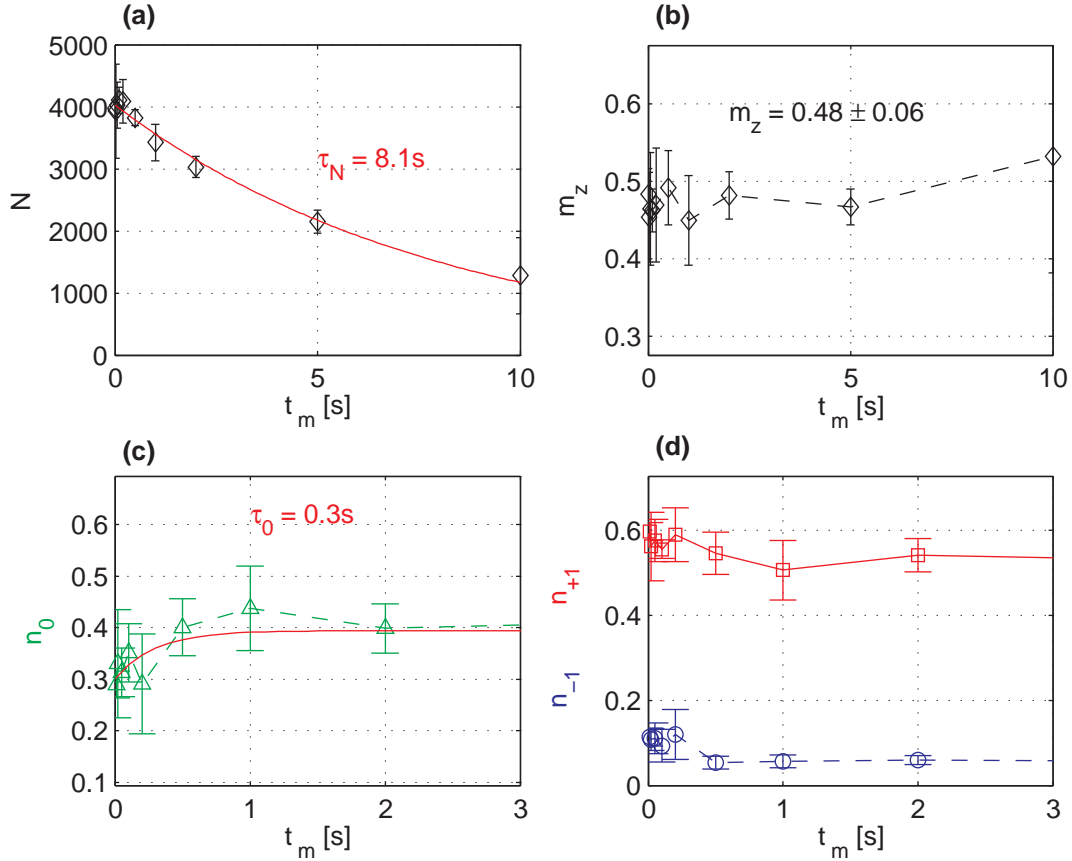 (a)
5000
4000
3000
2000
1000
0
N
τ_N = 8.1s
0
5
10
t_m [s]
(b)
0.6
0.5
0.4
0.3
m_z
m_z = 0.48 ± 0.06
0
5
10
t_m [s]
(c)
0.6
0.5
0.4
0.3
0.2
0.1
n_0
τ_0 = 0.3s
0
1
2
3
t_m [s]
(d)
0.6
0.4
0.2
0
n_+1
n_−1
0
1
2
3
t_m [s]